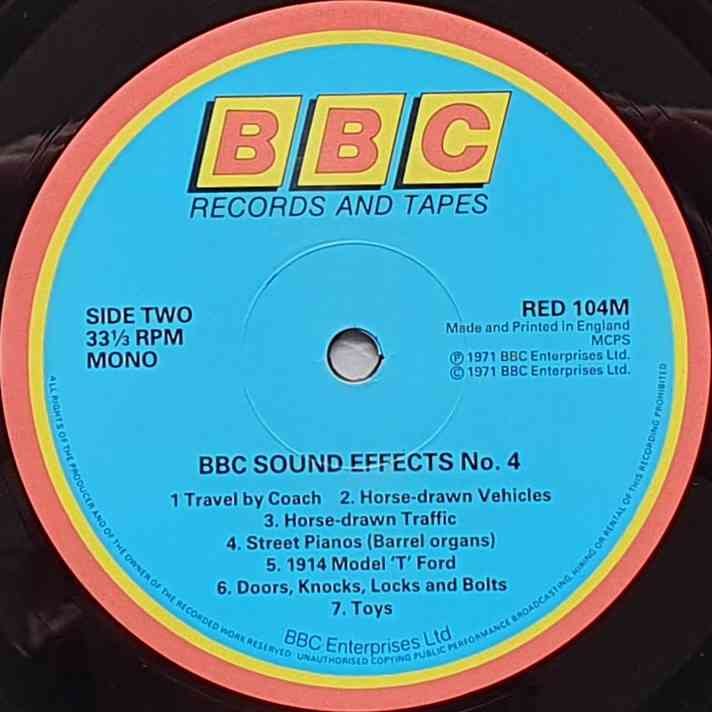 BBC
RECORDS AND TAPES
SIDE TWO
33⅓ RPM
MONO
RED 104M
Made and Printed in England
MCPS
Ⓟ 1971 BBC Enterprises Ltd.
© 1971 BBC Enterprises Ltd.
BBC SOUND EFFECTS No. 4
1 Travel by Coach 2. Horse-drawn Vehicles
3. Horse-drawn Traffic
4. Street Pianos (Barrel organs)
5. 1914 Model 'T' Ford
6. Doors, Knocks, Locks and Bolts
7. Toys
BBC Enterprises Ltd
ALL RIGHTS OF THE PRODUCER AND OF THE OWNER OF THE RECORDED WORK RESERVED. UNAUTHORISED COPYING PUBLIC PERFORMANCE BROADCASTING, HIRING OR RENTAL OF THIS RECORDING PROHIBITED